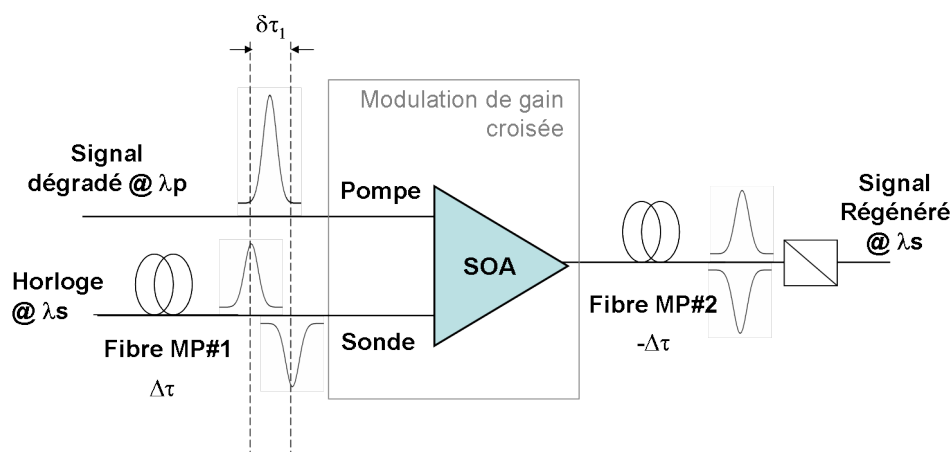 δτ1
Modulation de gain
croisée
Signal
dégradé @ λp
Pompe
Signal
Régénéré
@ λs
SOA
Horloge
@ λs
Fibre MP#1
Δτ
Sonde
Fibre MP#2
-Δτ